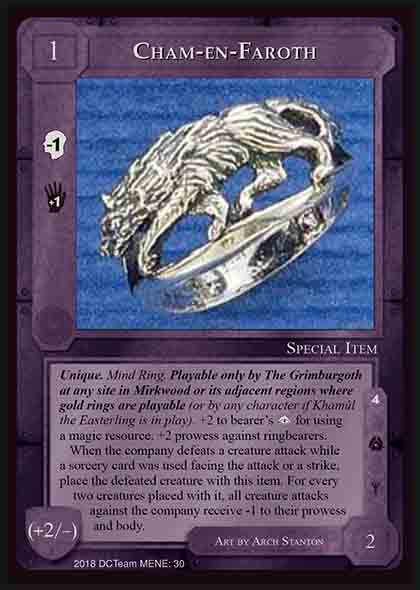 1
CHAM-EN-FAROTH
-1
+1
SPECIAL ITEM
Unique. Mind Ring. Playable only by The Grimburgoth
at any site in Mirkwood or its adjacent regions where
gold rings are playable (or by any character if Khamûl
the Easterling is in play). +2 to bearer's for using
a magic resource. +2 prowess against ringbearers.
When the company defeats a creature attack while
a sorcery card was used facing the attack or a strike,
place the defeated creature with this item. For every
two creatures placed with it, all creature attacks
against the company receive -1 to their prowess
and body.
4
(+2/–)
ART BY ARCH STANTON
2
2018 DCTeam MENE: 30